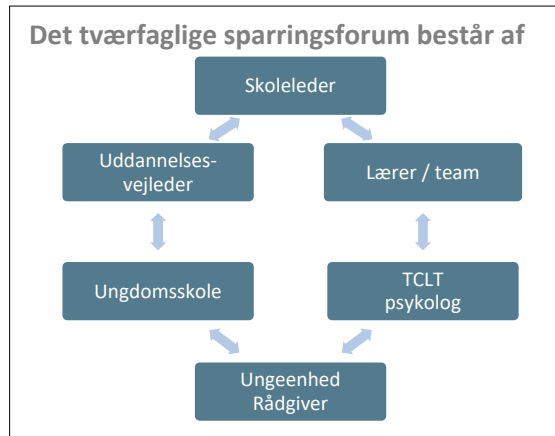 Det tværfaglige sparringsforum består af
Skoleleder
Uddannelses-
vejleder
Lærer / team
Ungdomsskole
TCLT
psykolog
Ungeenhed
Rådgiver